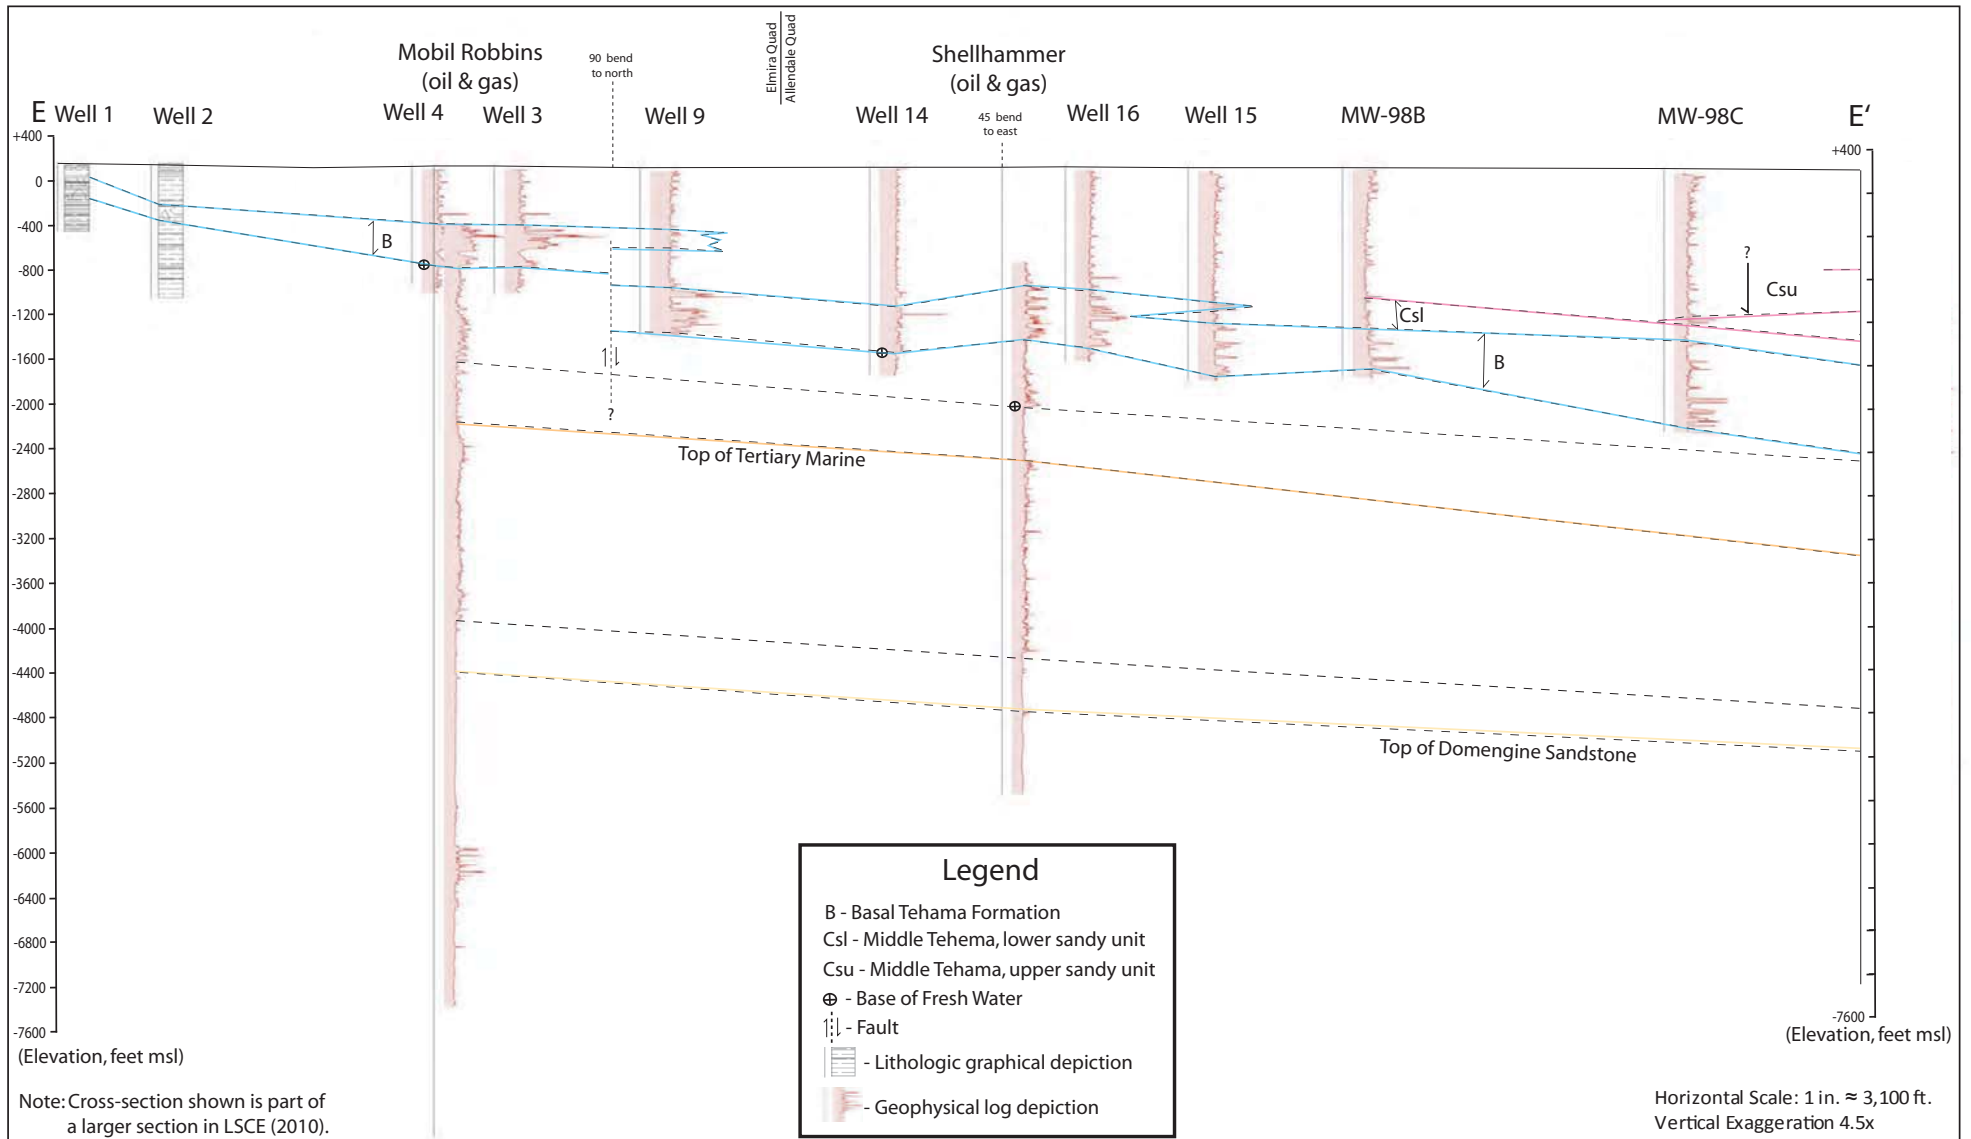 Elmira Quad
Allendale Quad
Mobil Robbins
(oil & gas)
90 bend
to north
Shellhammer
(oil & gas)
45 bend
to east
E
Well 1
Well 2
Well 4
Well 3
Well 9
Well 14
Well 16
Well 15
MW-98B
MW-98C
E'
+400
0
-400
-800
-1200
-1600
-2000
-2400
-2800
-3200
-3600
-4000
-4400
-4800
-5200
-5600
-6000
-6400
-6800
-7200
-7600
(Elevation, feet msl)
+400
-7600
(Elevation, feet msl)
B
?
Csu
Csl
B
?
Top of Tertiary Marine
Top of Domengine Sandstone
Legend
B - Basal Tehama Formation
Csl - Middle Tehema, lower sandy unit
Csu - Middle Tehama, upper sandy unit
- Base of Fresh Water
- Fault
- Lithologic graphical depiction
- Geophysical log depiction
Note: Cross-section shown is part of
a larger section in LSCE (2010).
Horizontal Scale: 1 in. ≈ 3,100 ft.
Vertical Exaggeration 4.5x